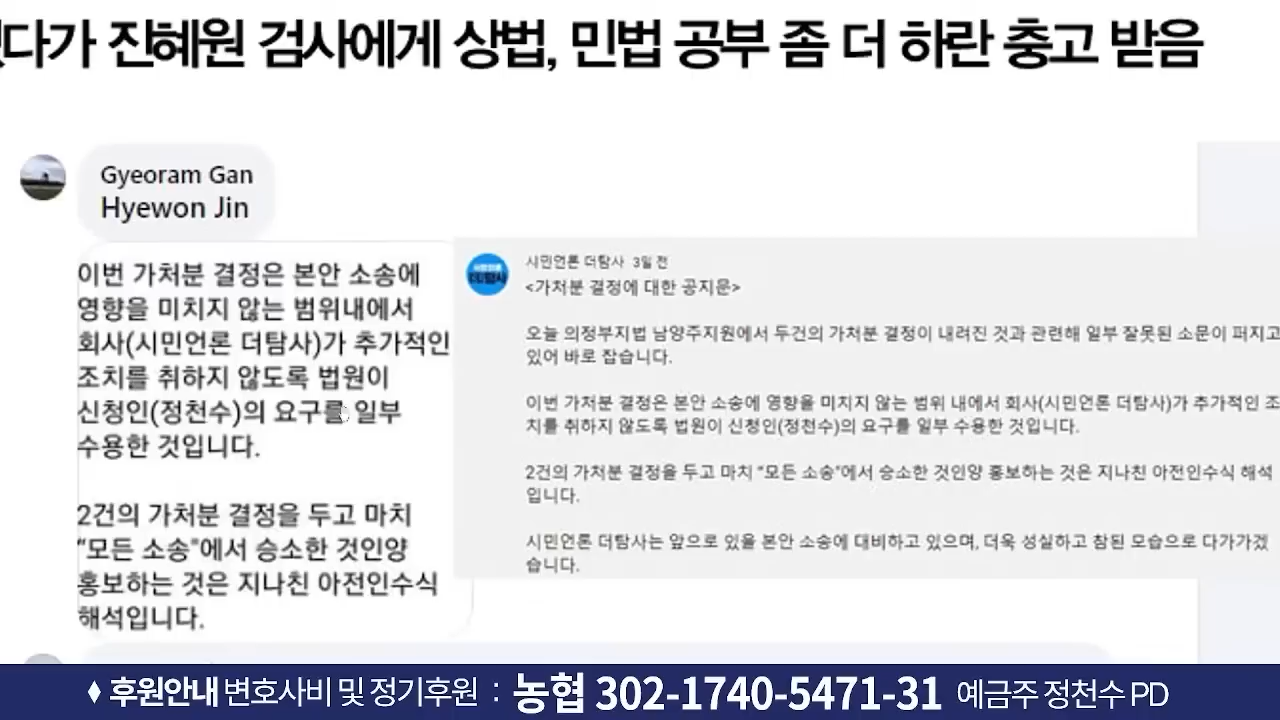 다가 진혜원 검사에게 상법, 민법 공부 좀 더 하란 충고 받음
Gyeoram Gan
Hyewon Jin
이번 가처분 결정은 본안 소송에
영향을 미치지 않는 범위내에서
회사(시민언론 더탐사)가 추가적인
조치를 취하지 않도록 법원이
신청인(정천수)의 요구를 일부
수용한 것입니다.
2건의 가처분 결정을 두고 마치
“모든 소송"에서 승소한 것인양
홍보하는 것은 지나친 아전인수식
해석입니다.
시민언론 더탐사 3일 전
<가처분 결정에 대한 공지문>
오늘 의정부지법 남양주지원에서 두건의 가처분 결정이 내려진 것과 관련해 일부 잘못된 소문이 퍼지고
있어 바로 잡습니다.
이번 가처분 결정은 본안 소송에 영향을 미치지 않는 범위 내에서 회사(시민언론 더탐사)가 추가적인 조
치를 취하지 않도록 법원이 신청인(정천수)의 요구를 일부 수용한 것입니다.
2건의 가처분 결정을 두고 마치 “모든 소송"에서 승소한 것인양 홍보하는 것은 지나친 아전인수식 해석
입니다.
시민언론 더탐사는 앞으로 있을 본안 소송에 대비하고 있으며, 더욱 성실하고 참된 모습으로 다가가겠
습니다.
♦ 후원안내 변호사비 및 정기후원 : 농협 302-1740-5471-31 예금주 정천수 PD